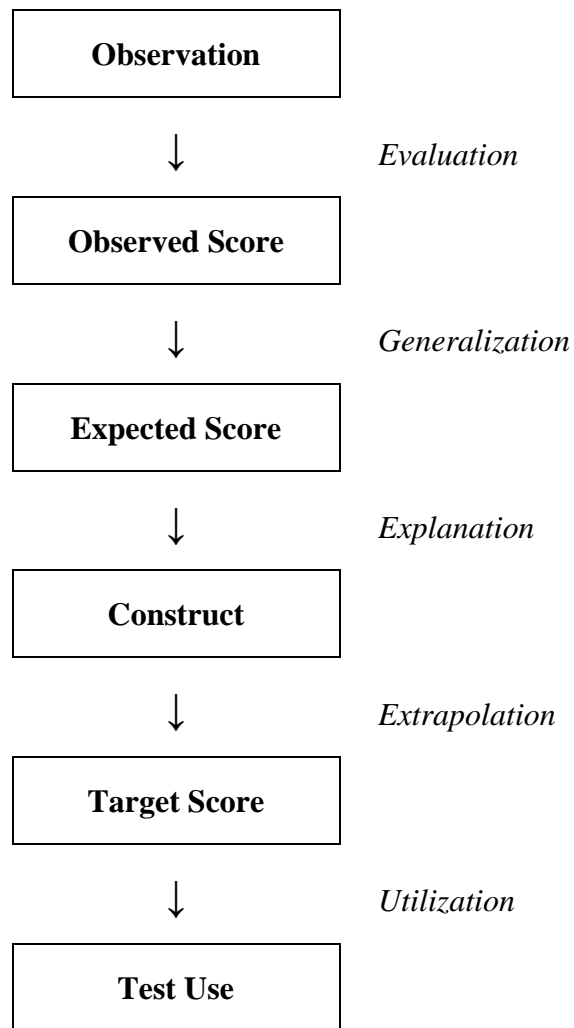 Observation
↓ Evaluation
Observed Score
↓ Generalization
Expected Score
↓ Explanation
Construct
↓ Extrapolation
Target Score
↓ Utilization
Test Use